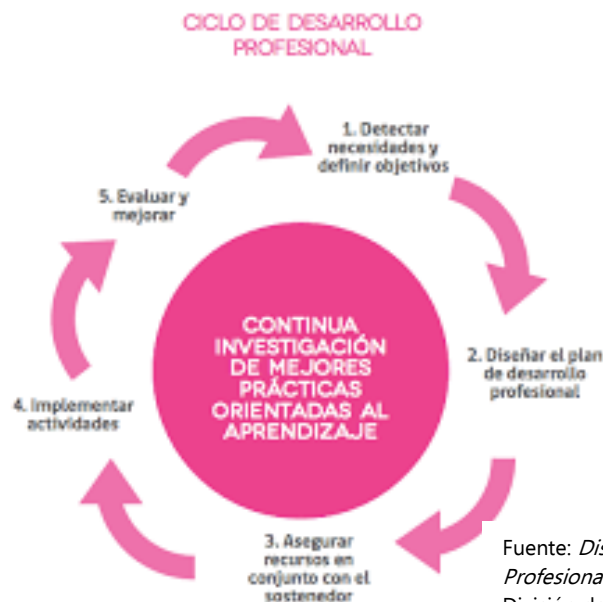 CICLO DE DESARROLLO
PROFESIONAL
1. Detectar
necesidades y
definir objetivos
5. Evaluar y
mejorar
CONTINUA
INVESTIGACIÓN
DE MEJORES
PRÁCTICAS
ORIENTADAS AL
APRENDIZAJE
2. Diseñar el plan
de desarrollo
profesional
4. Implementar
actividades
3. Asegurar
recursos en
conjunto con el
sostenedor
Fuente: Dis
Profesiona